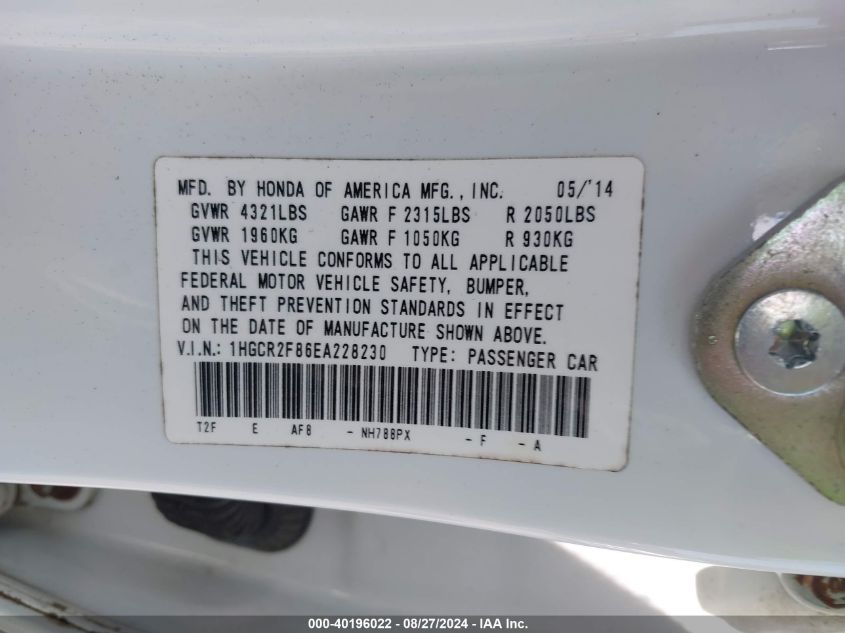 MFD. BY HONDA OF AMERICA MFG., INC. 05/'14
GVWR 4321LBS GAWR F 2315LBS R 2050LBS
GVWR 1960KG GAWR F 1050KG R 930KG
THIS VEHICLE CONFORMS TO ALL APPLICABLE
FEDERAL MOTOR VEHICLE SAFETY, BUMPER,
AND THEFT PREVENTION STANDARDS IN EFFECT
ON THE DATE OF MANUFACTURE SHOWN ABOVE.
V.I.N.: 1HGCR2F86EA228230 TYPE: PASSENGER CAR
T2F E AF8 - NH788PX - F - A
000-40196022 - 08/27/2024 - IAA Inc.